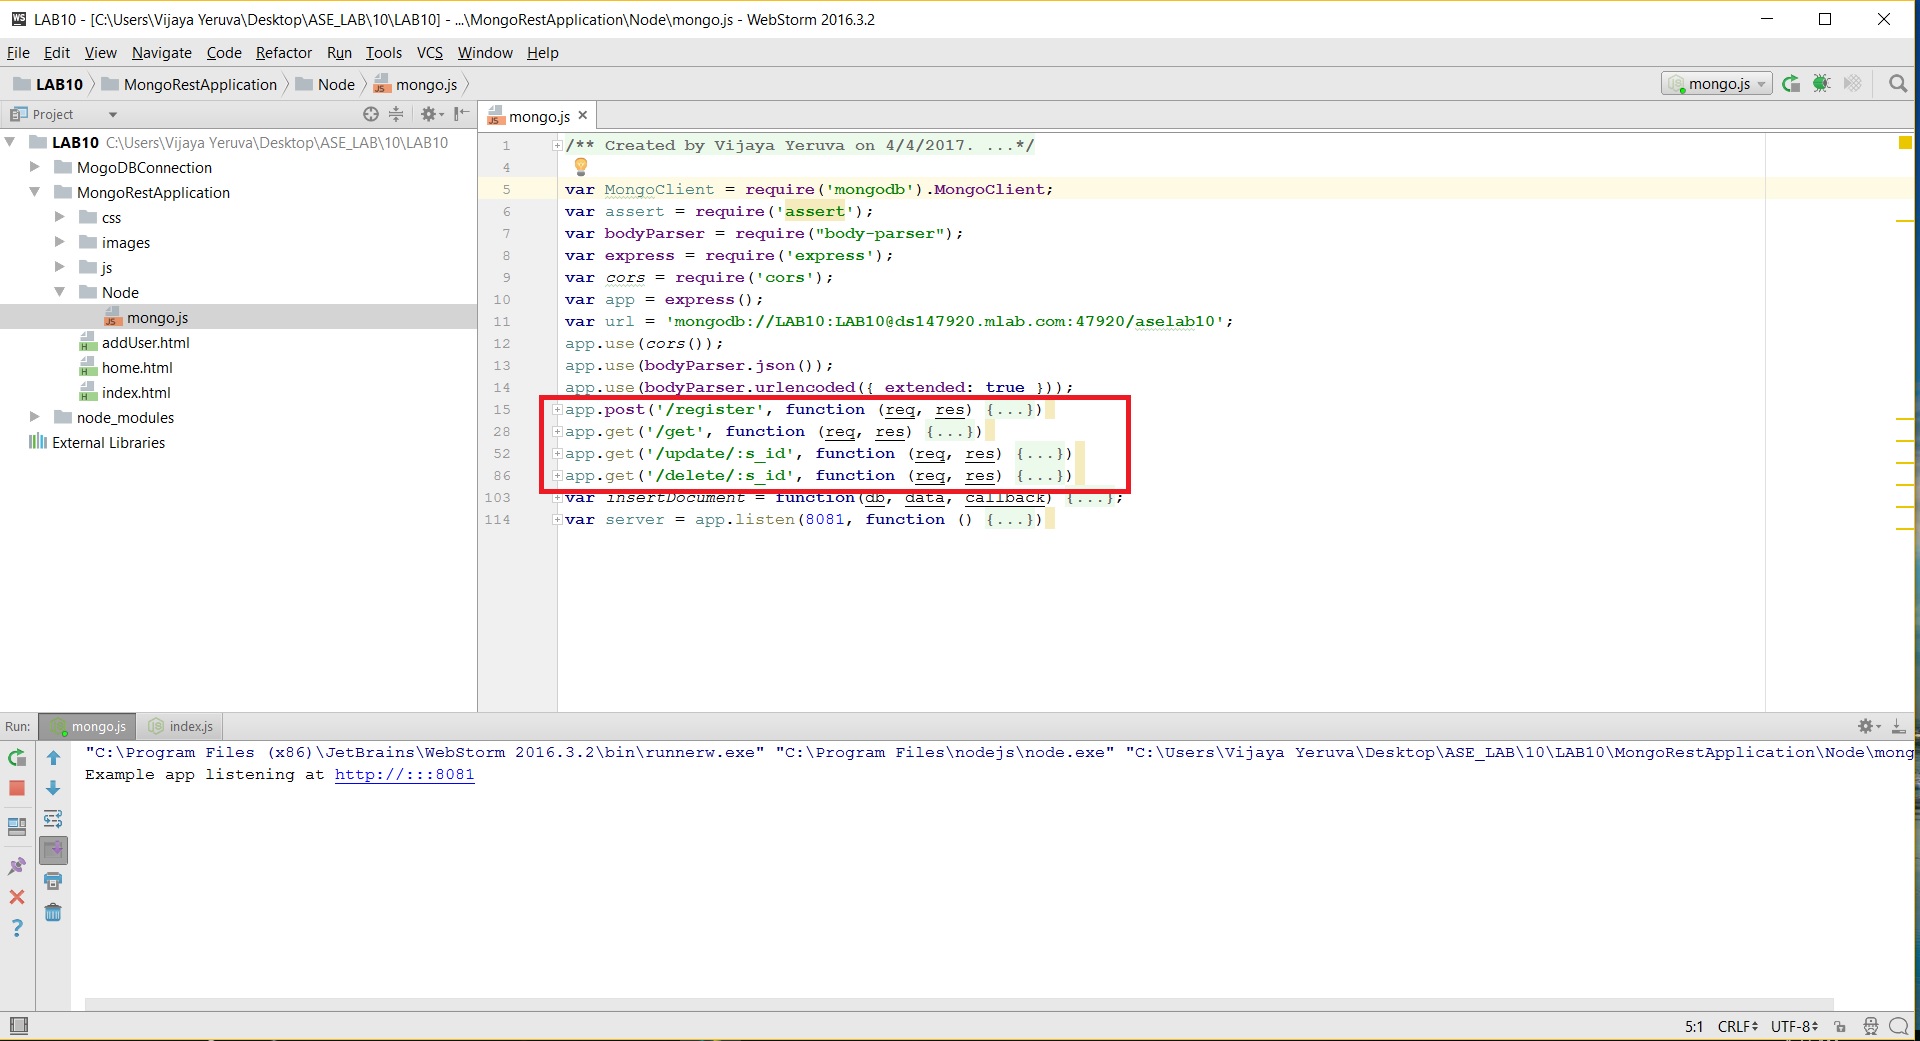 LAB10 - [C:\Users\Vijaya Yeruva\Desktop\ASE_LAB\10\LAB10] - ...\MongoRestApplication\Node\mongo.js - WebStorm 2016.3.2
File Edit View Navigate Code Refactor Run Tools VCS Window Help
LAB10 MongoRestApplication Node mongo.js
mongo.js
Project
mongo.js
LAB10 C:\Users\Vijaya Yeruva\Desktop\ASE_LAB\10\LAB10
MogoDBConnection
MongoRestApplication
css
images
js
Node
mongo.js
addUser.html
home.html
index.html
node_modules
External Libraries
1 /** Created by Vijaya Yeruva on 4/4/2017. ...*/
4
5 var MongoClient = require('mongodb').MongoClient;
6 var assert = require('assert');
7 var bodyParser = require("body-parser");
8 var express = require('express');
9 var cors = require('cors');
10 var app = express();
11 var url = 'mongodb://LAB10:LAB10@ds147920.mlab.com:47920/aselab10';
12 app.use(cors());
13 app.use(bodyParser.json());
14 app.use(bodyParser.urlencoded({ extended: true }));
15 app.post('/register', function (req, res) {...})
28 app.get('/get', function (req, res) {...})
52 app.get('/update/:s_id', function (req, res) {...})
86 app.get('/delete/:s_id', function (req, res) {...})
103 var insertDocument = function(db, data, callback) {...};
114 var server = app.listen(8081, function () {...})
Run: mongo.js index.js
"C:\Program Files (x86)\JetBrains\WebStorm 2016.3.2\bin\runnerw.exe" "C:\Program Files\nodejs\node.exe" "C:\Users\Vijaya Yeruva\Desktop\ASE_LAB\10\LAB10\MongoRestApplication\Node\mong
Example app listening at http://:::8081
5:1 CRLF UTF-8